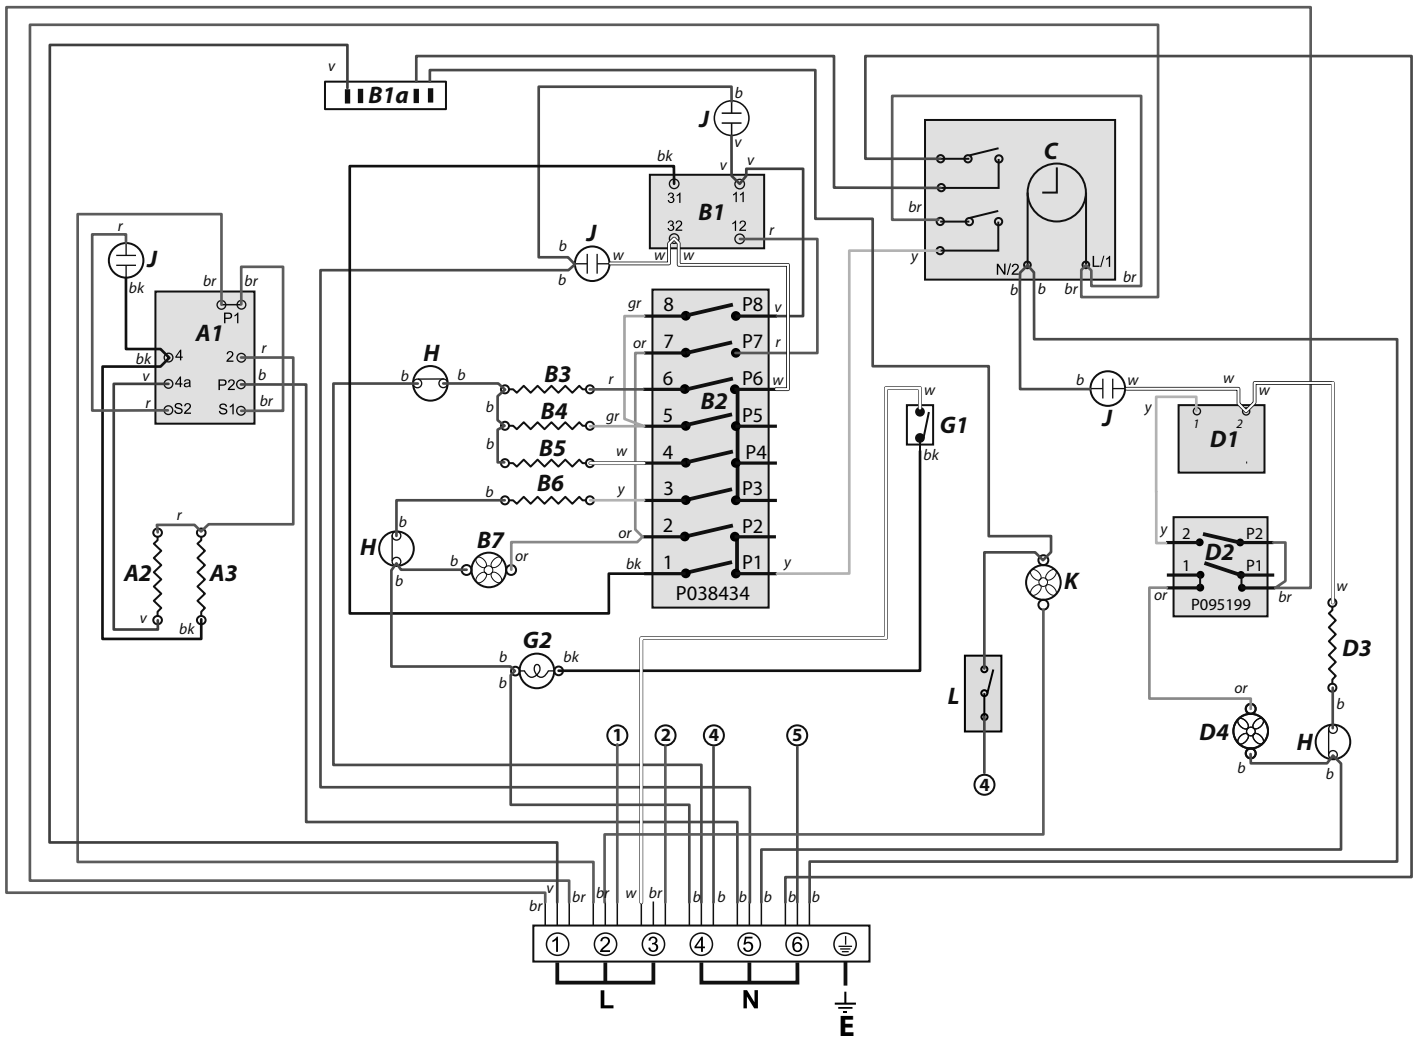 v
B1a
b
J
v
bk
v
v
31
11
B1
32
12
r
C
br
y
N/2
L/1
b
b
br
br
r
J
bk
br
br
P1
A1
bk
4
2
r
v
4a
P2
b
r
S2
S1
br
b
J
w
w
w
b
gr
8
P8
v
or
7
P7
r
H
b
b
B3
r
6
P6
w
B2
b
B4
gr
5
P5
b
B5
w
4
P4
B6
b
y
3
P3
b
or
2
P2
H
B7
b
or
bk
1
P1
y
b
P038434
w
G1
bk
b
J
w
w
w
y
1
2
D1
y
2
P2
D2
1
P1
or
br
P095199
w
r
A2
A3
v
bk
K
G2
b
bk
b
L
4
D3
or
b
D4
H
b
b
1
2
4
5
br
v
br
br
w
br
b
b
b
b
b
b
b
1
2
3
4
5
6
L
N
E